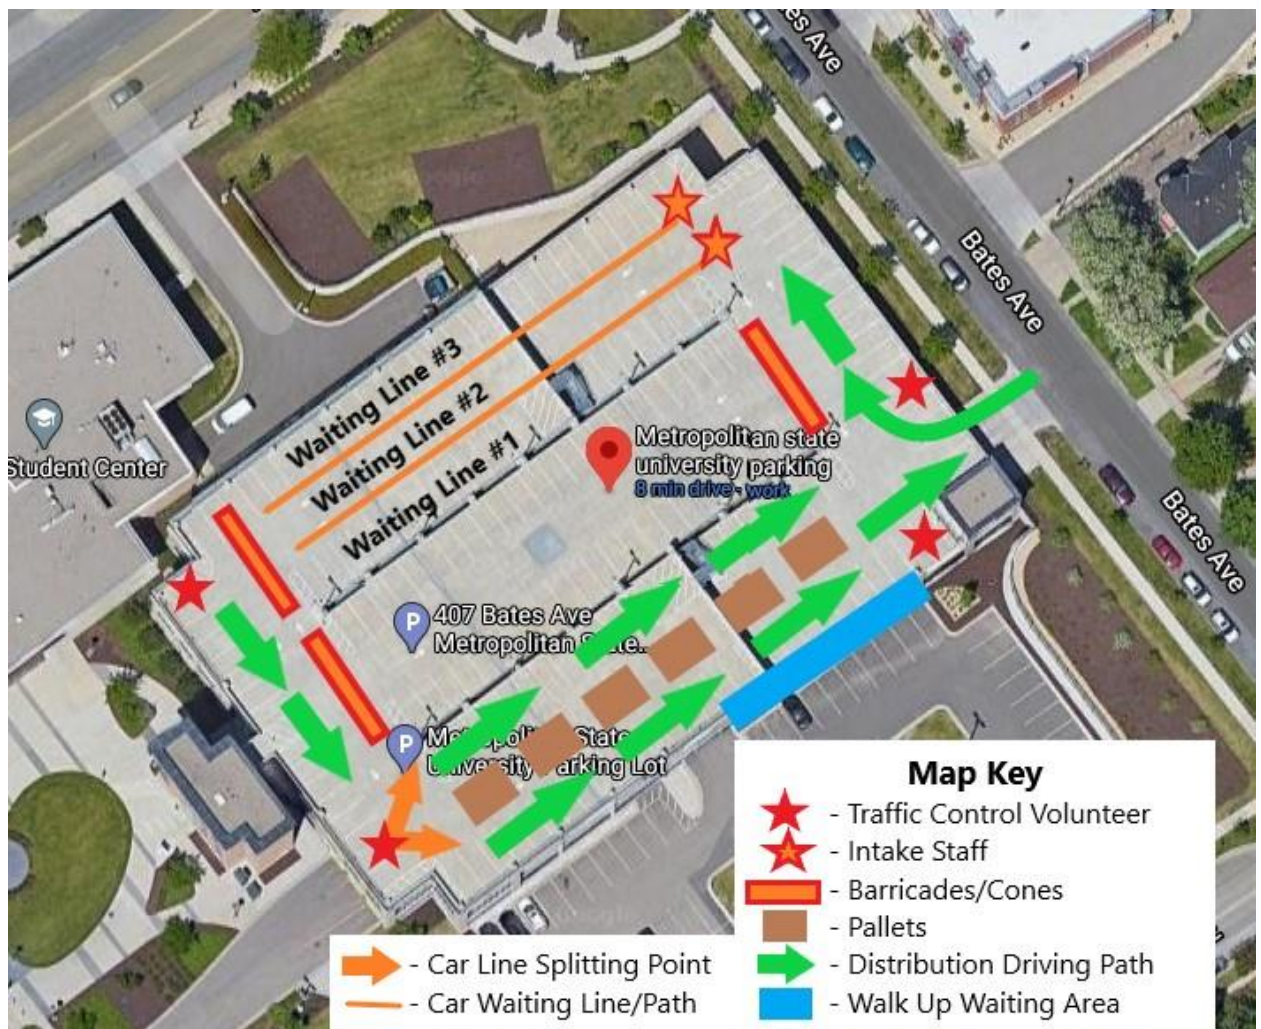 es Ave
Bates Ave
Bates Ave
Waiting Line #3
Waiting Line #2
Waiting Line #1
Student Center
Metropolitan state
university parking
8 min drive - work
407 Bates Ave
Metropolitan
University Parking Lot
Map Key
- Traffic Control Volunteer
- Intake Staff
- Barricades/Cones
- Pallets
- Distribution Driving Path
- Walk Up Waiting Area
- Car Line Splitting Point
- Car Waiting Line/Path
P
P